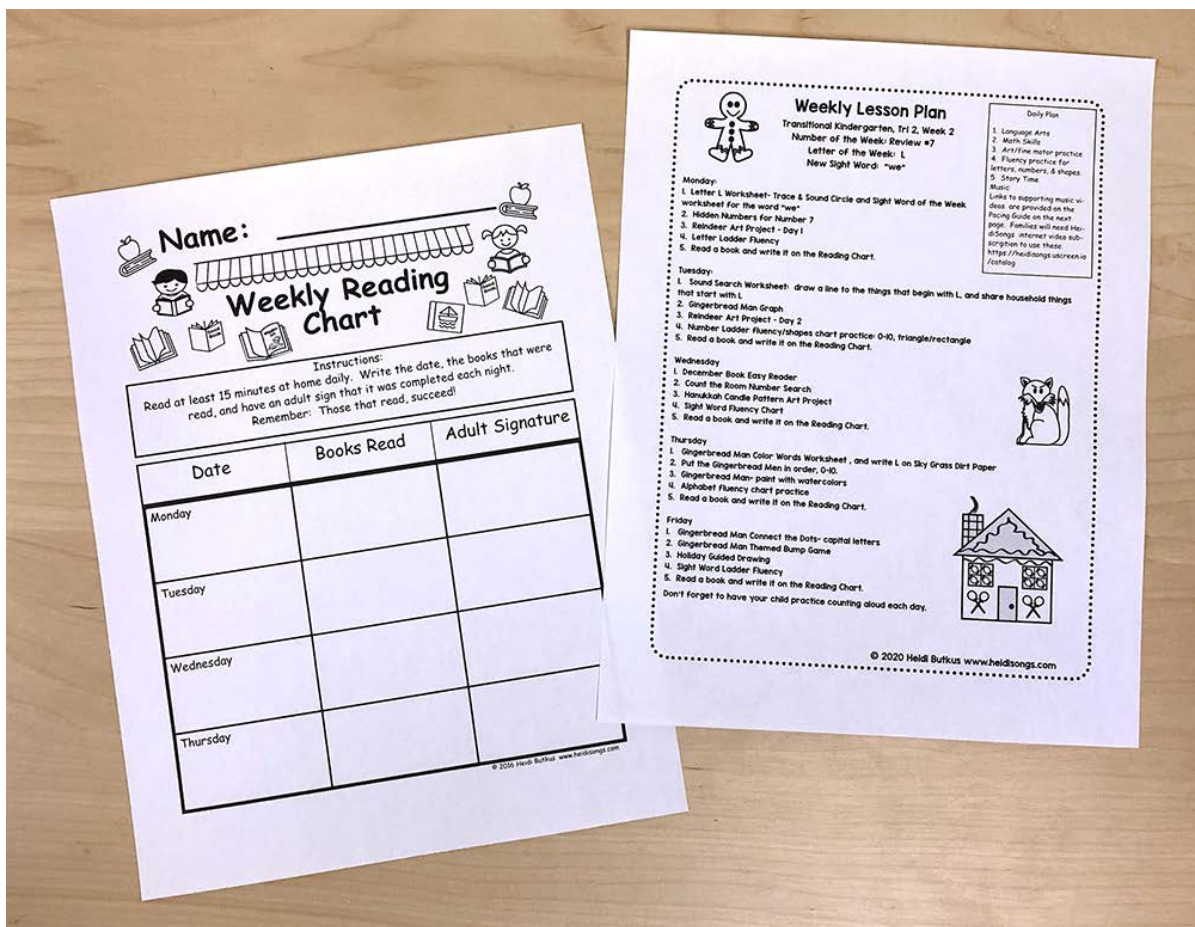 Name:
Weekly Reading
Chart
Instructions:
Read at least 15 minutes at home daily. Write the date, the books that were
read, and have an adult sign that it was completed each night.
Remember: Those that read, succeed!
Date
Books Read
Adult Signature
Monday
Tuesday
Wednesday
Thursday
© 2016 Heidi Butkus www.heidisongs.com
Weekly Lesson Plan
Transitional Kindergarten, Tri 2, Week 2
Number of the Week: Review #7
Letter of the Week: L
New Sight Word: "we"
Daily Plan
1. Language Arts
2. Math Skills
3. Art/fine motor practice
4. Fluency practice for
letters, numbers, & shapes
5 Story Time
Music:
Links to supporting music vi-
deos are provided on the
Pacing Guide on the next
page. Families will need Hei-
diSongs internet video sub-
scription to use these.
https://heidisongs.uscreen.io
/catalog
Monday:
1. Letter L Worksheet- Trace & Sound Circle and Sight Word of the Week
worksheet for the word "we"
2. Hidden Numbers for Number 7
3. Reindeer Art Project - Day 1
4. Letter Ladder Fluency
5. Read a book and write it on the Reading Chart.
Tuesday:
1. Sound Search Worksheet: draw a line to the things that begin with L, and share household things
that start with L
2. Gingerbread Man Graph
3. Reindeer Art Project - Day 2
4. Number Ladder fluency/shapes chart practice: 0-10, triangle/rectangle
5. Read a book and write it on the Reading Chart.
Wednesday
1. December Book Easy Reader
2. Count the Room Number Search
3. Hanukkah Candle Pattern Art Project
4. Sight Word Fluency Chart
5. Read a book and write it on the Reading Chart.
Thursday
1. Gingerbread Man Color Words Worksheet , and write L on Sky Grass Dirt Paper
2. Put the Gingerbread Men in order, 0-10.
3. Gingerbread Man- paint with watercolors
4. Alphabet Fluency chart practice
5. Read a book and write it on the Reading Chart.
Friday
1. Gingerbread Man Connect the Dots- capital letters
2. Gingerbread Man Themed Bump Game
3. Holiday Guided Drawing
4. Sight Word Ladder Fluency
5. Read a book and write it on the Reading Chart.
Don't forget to have your child practice counting aloud each day.
© 2020 Heidi Butkus www.heidisongs.com